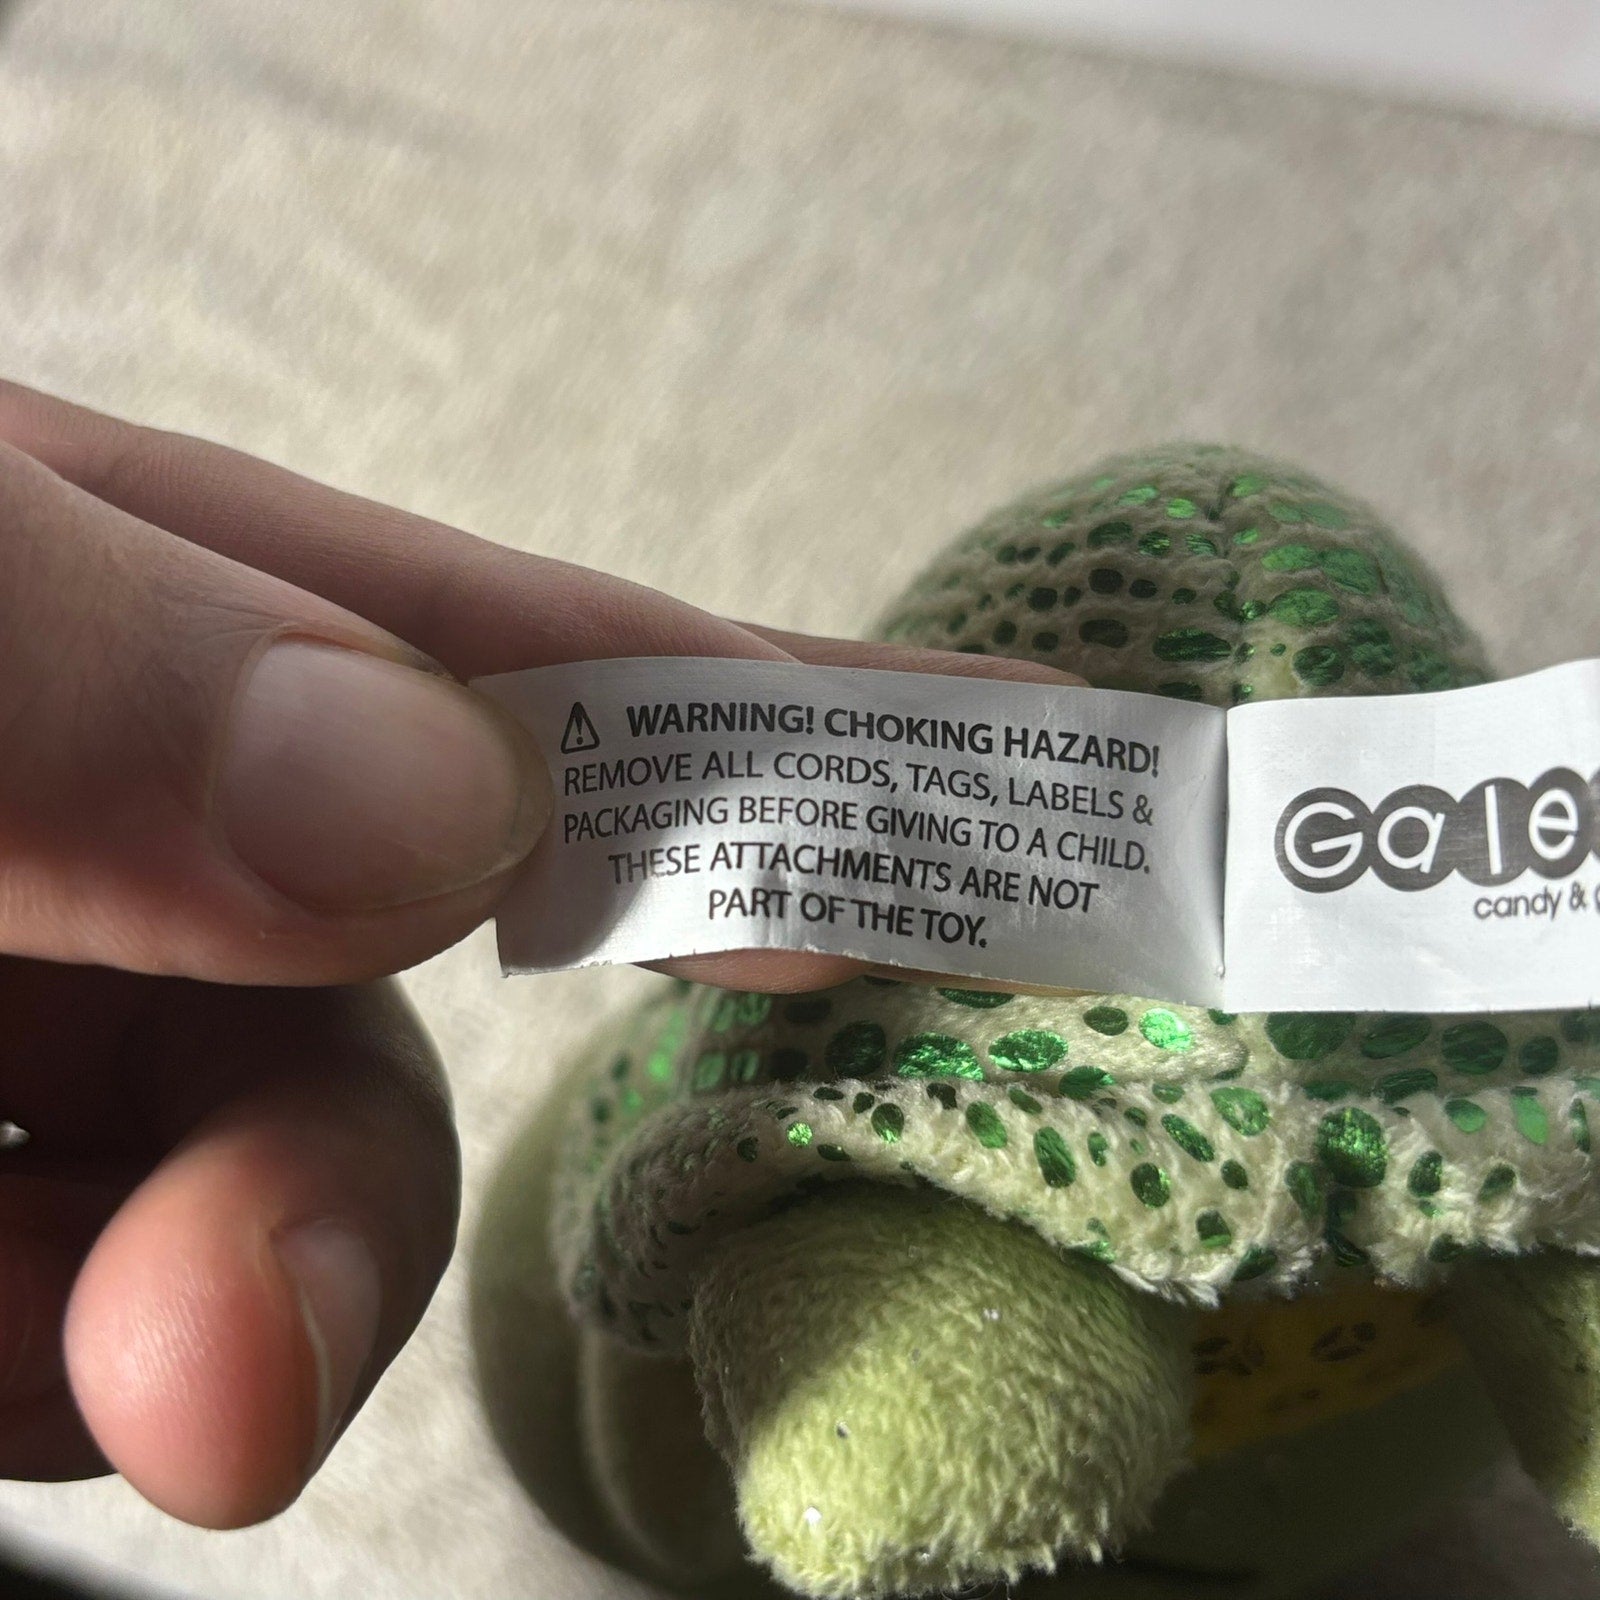 WARNING! CHOKING HAZARD!
REMOVE ALL CORDS, TAGS, LABELS &
PACKAGING BEFORE GIVING TO A CHILD.
THESE ATTACHMENTS ARE NOT
PART OF THE TOY.
Gale
candy &